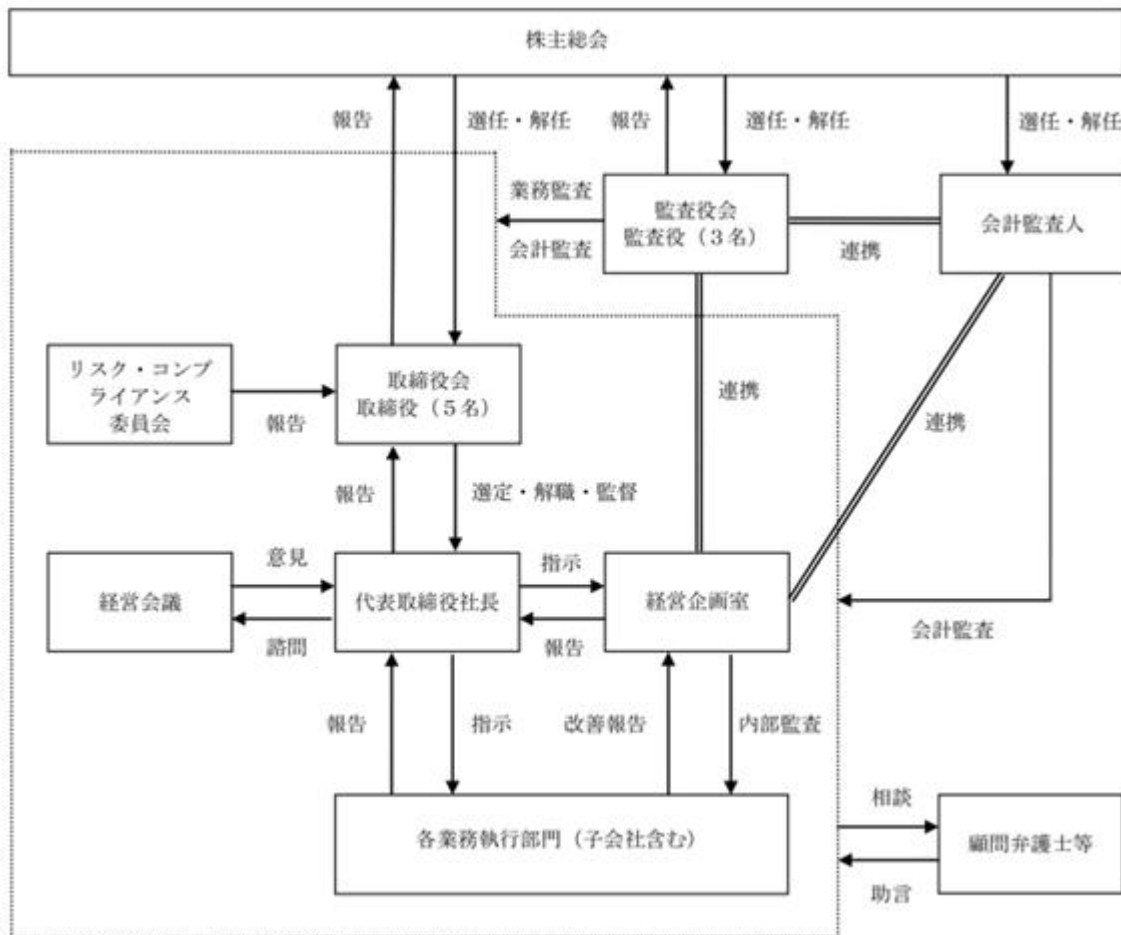 株主総会
報告
選任・解任
報告
選任・解任
選任・解任
業務監査
会計監査
監査役会
監査役（３名）
連携
会計監査人
リスク・コンプ
ライアンス
委員会
報告
取締役会
取締役（５名）
連携
連携
報告
選定・解職・監督
経営会議
意見
諮問
代表取締役社長
指示
報告
経営企画室
会計監査
報告
指示
改善報告
内部監査
各業務執行部門（子会社含む）
相談
助言
顧問弁護士等